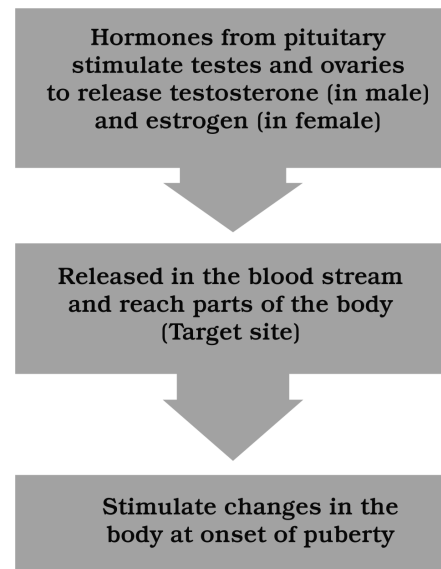 Hormones from pituitary
stimulate testes and ovaries
to release testosterone (in male)
and estrogen (in female)
Released in the blood stream
and reach parts of the body
(Target site)
Stimulate changes in the
body at onset of puberty